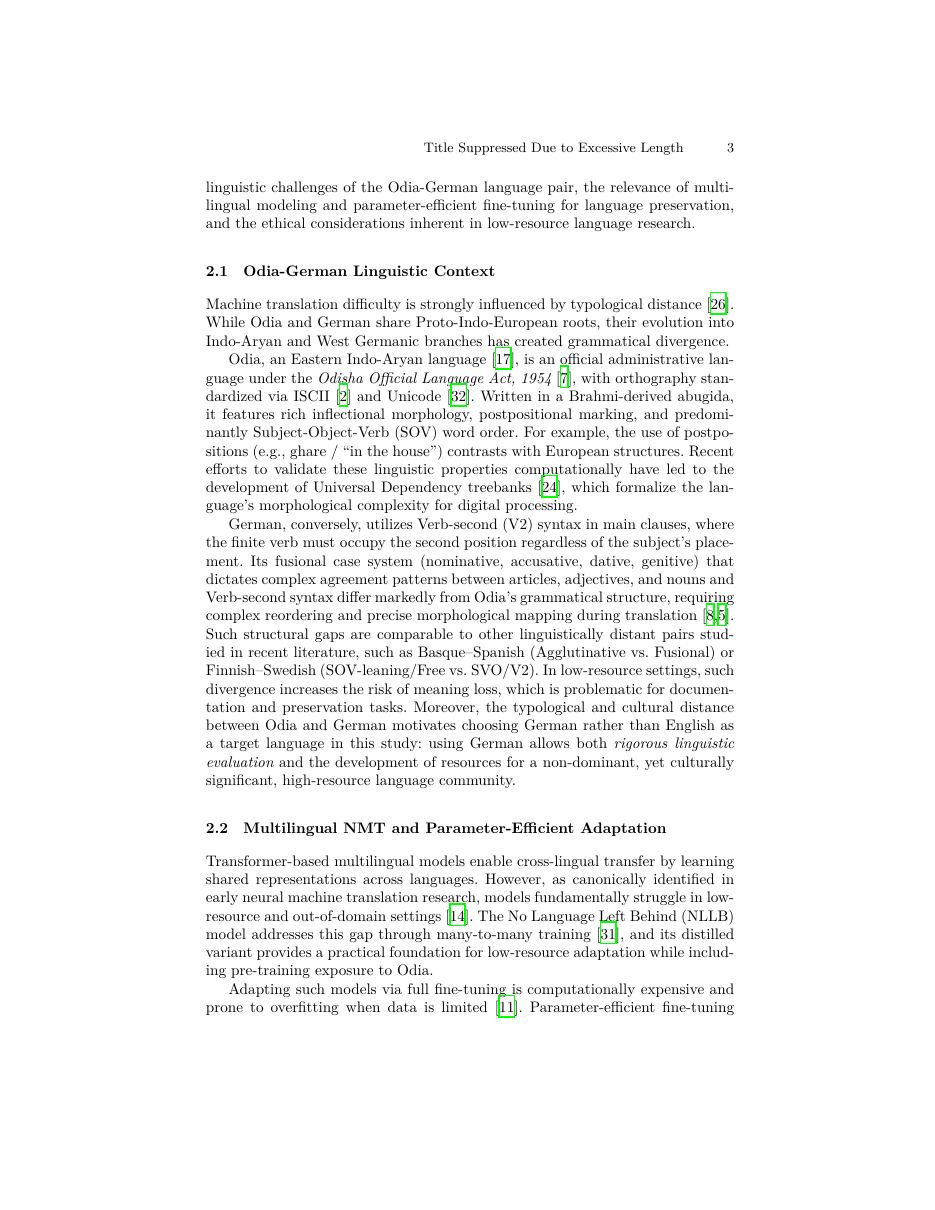 Title Suppressed Due to Excessive Length 3
linguistic challenges of the Odia-German language pair, the relevance of multi-
lingual modeling and parameter-efficient fine-tuning for language preservation,
and the ethical considerations inherent in low-resource language research.
2.1 Odia-German Linguistic Context
Machine translation difficulty is strongly influenced by typological distance [26].
While Odia and German share Proto-Indo-European roots, their evolution into
Indo-Aryan and West Germanic branches has created grammatical divergence.
Odia, an Eastern Indo-Aryan language [17], is an official administrative lan-
guage under the Odisha Official Language Act, 1954 [7], with orthography stan-
dardized via ISCII [2] and Unicode [32]. Written in a Brahmi-derived abugida,
it features rich inflectional morphology, postpositional marking, and predomi-
nantly Subject-Object-Verb (SOV) word order. For example, the use of postpo-
sitions (e.g., ghare / “in the house”) contrasts with European structures. Recent
efforts to validate these linguistic properties computationally have led to the
development of Universal Dependency treebanks [24], which formalize the lan-
guage’s morphological complexity for digital processing.
German, conversely, utilizes Verb-second (V2) syntax in main clauses, where
the finite verb must occupy the second position regardless of the subject’s place-
ment. Its fusional case system (nominative, accusative, dative, genitive) that
dictates complex agreement patterns between articles, adjectives, and nouns and
Verb-second syntax differ markedly from Odia’s grammatical structure, requiring
complex reordering and precise morphological mapping during translation [8,5].
Such structural gaps are comparable to other linguistically distant pairs stud-
ied in recent literature, such as Basque–Spanish (Agglutinative vs. Fusional) or
Finnish–Swedish (SOV-leaning/Free vs. SVO/V2). In low-resource settings, such
divergence increases the risk of meaning loss, which is problematic for documen-
tation and preservation tasks. Moreover, the typological and cultural distance
between Odia and German motivates choosing German rather than English as
a target language in this study: using German allows both rigorous linguistic
evaluation and the development of resources for a non-dominant, yet culturally
significant, high-resource language community.
2.2 Multilingual NMT and Parameter-Efficient Adaptation
Transformer-based multilingual models enable cross-lingual transfer by learning
shared representations across languages. However, as canonically identified in
early neural machine translation research, models fundamentally struggle in low-
resource and out-of-domain settings [14]. The No Language Left Behind (NLLB)
model addresses this gap through many-to-many training [31], and its distilled
variant provides a practical foundation for low-resource adaptation while includ-
ing pre-training exposure to Odia.
Adapting such models via full fine-tuning is computationally expensive and
prone to overfitting when data is limited [11]. Parameter-efficient fine-tuning